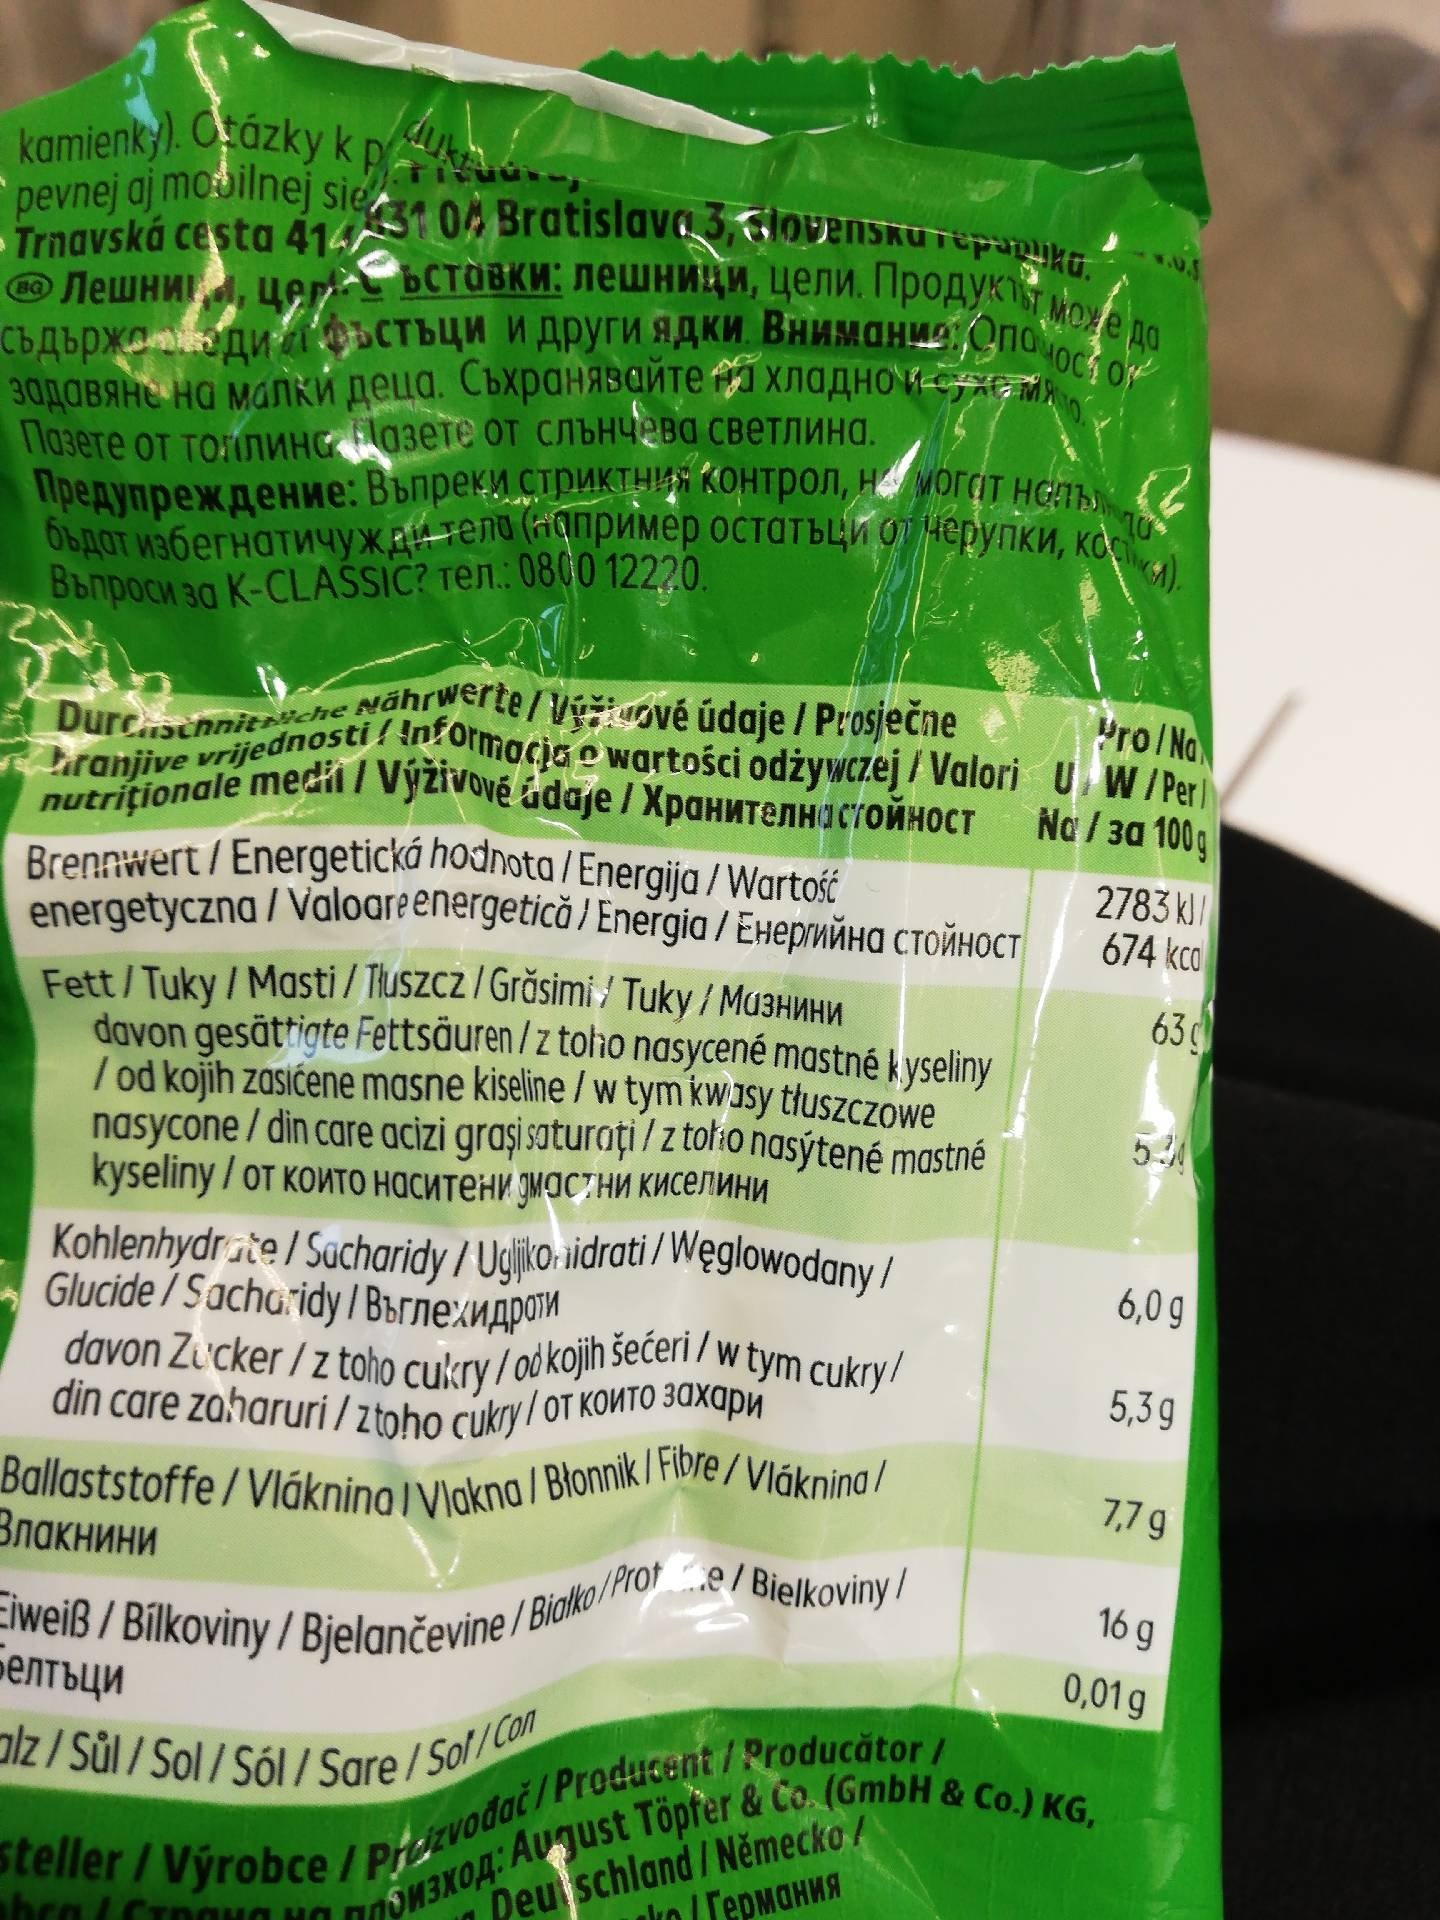 kamienky). Otázky k
pevnej aj mobilnej
Trnavská cesta 41 831 04 Bratislava 3, Slovenská republika.
BG Лешници, цели. Съставки: лешници, цели. Продуктът може да
съдържа следи от фъстъци и други ядки. Внимание: Опасност от
задавяне на малки деца. Съхранявайте на хладно и сухо място.
Пазете от топлина. Пазете от слънчева светлина.
Предупреждение: Въпреки стриктния контрол, не могат напълно да
бъдат избегнатичужди тела (например остатъци от черупки, костилки).
Въпроси за K-CLASSIC? тел.: 0800 12220.
Durchschnittliche Nährwerte / Výživové údaje / Prosječne
hranjive vrijednosti / Informacja o wartości odżywczej / Valori
nutriționale medii / Výživové údaje / Хранителна стойност
Pro / Na /
U / W / Per /
Na / за 100 g
Brennwert / Energetická hodnota / Energija / Wartość
energetyczna / Valoare energetică / Energia / Енергийна стойност
2783 kJ /
674 kcal
Fett / Tuky / Masti / Tłuszcz / Grăsimi / Tuky / Мазнини
63 g
davon gesättigte Fettsäuren / z toho nasycené mastné kyseliny
/ od kojih zasićene masne kiseline / w tym kwasy tłuszczowe
nasycone / din care acizi grași saturați / z toho nasýtené mastné
kyseliny / от които наситени мастни киселини
5,3 g
Kohlenhydrate / Sacharidy / Ugljikohidrati / Węglowodany /
Glucide / Sacharidy / Въглехидрати
6,0 g
davon Zucker / z toho cukry / od kojih šećeri / w tym cukry /
din care zaharuri / z toho cukry / от които захари
5,3 g
Ballaststoffe / Vláknina / Vlakna / Błonnik / Fibre / Vláknina /
Влакнини
7,7 g
Eiweiß / Bílkoviny / Bjelančevine / Białko / Proteine / Bielkoviny /
Белтъци
16 g
alz / Sůl / Sol / Sól / Sare / Soľ / Сол
0,01 g
steller / Výrobce / Proizvođač / Producent / Producător /
Страна на произход: August Töpfer & Co. (GmbH & Co.) KG,
Deutschland / Německo /
/ Германия